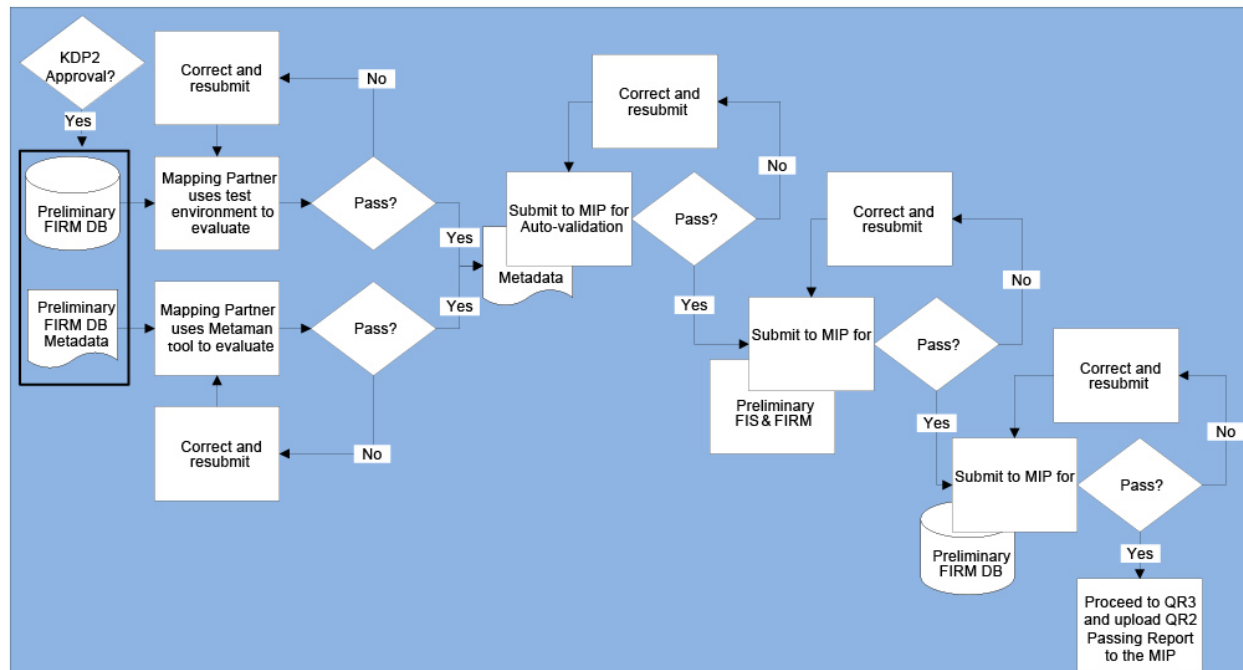 KDP2
Approval?
Yes
Preliminary
FIRM DB
Preliminary
FIRM DB
Metadata
Correct and
resubmit
No
Mapping Partner
uses test
environment to
evaluate
Pass?
Yes
Mapping Partner
uses Metaman
tool to evaluate
Pass?
Yes
Correct and
resubmit
No
Correct and
resubmit
No
Submit to MIP for
Auto-validation
Metadata
Pass?
Yes
Correct and
resubmit
No
Submit to MIP for
Preliminary
FIS & FIRM
Pass?
Yes
Correct and
resubmit
No
Submit to MIP for
Preliminary
FIRM DB
Pass?
Yes
Proceed to QR3
and upload QR2
Passing Report
to the MIP